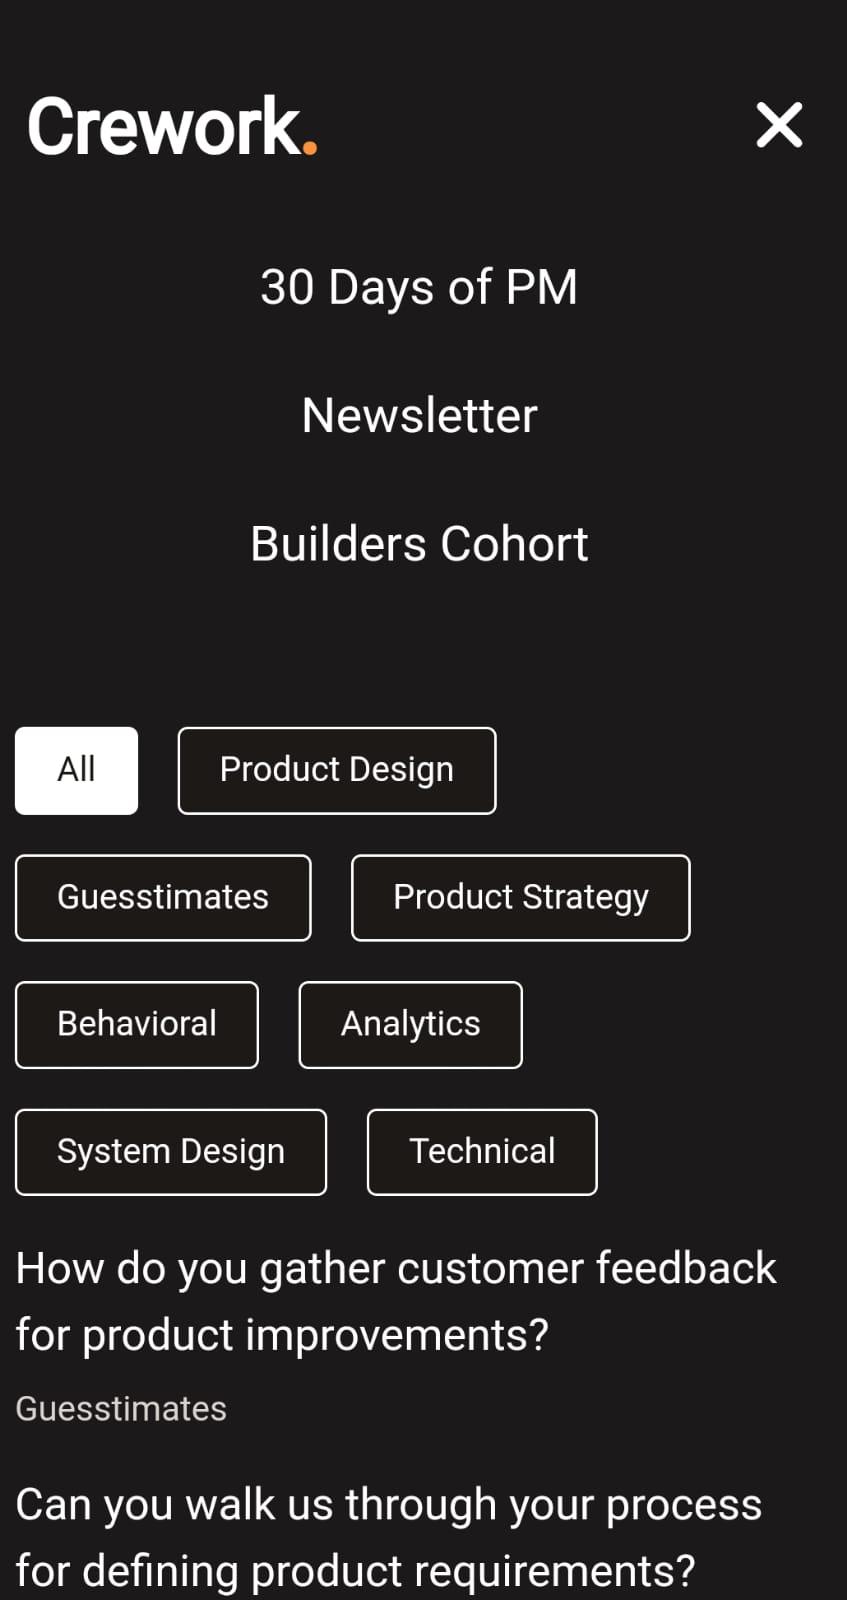 Crework.
30 Days of PM
Newsletter
Builders Cohort
All
Product Design
Guesstimates
Product Strategy
Behavioral
Analytics
System Design
Technical
How do you gather customer feedback
for product improvements?
Guesstimates
Can you walk us through your process
for defining product requirements?